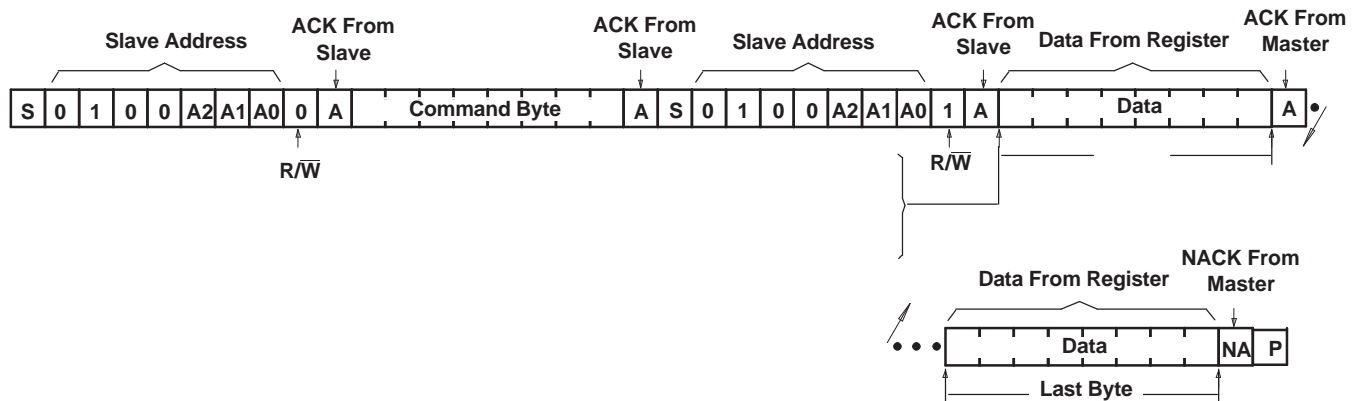 ACK From Slave
Slave Address
ACK From Slave
Slave Address
ACK From Slave
Data From Register
ACK From Master
S 0 1 0 0 A2 A1 A0 0 A Command Byte A S 0 1 0 0 A2 A1 A0 1 A Data A
R/W̅
R/W̅
NACK From Master
Data From Register
Data NA P
Last Byte